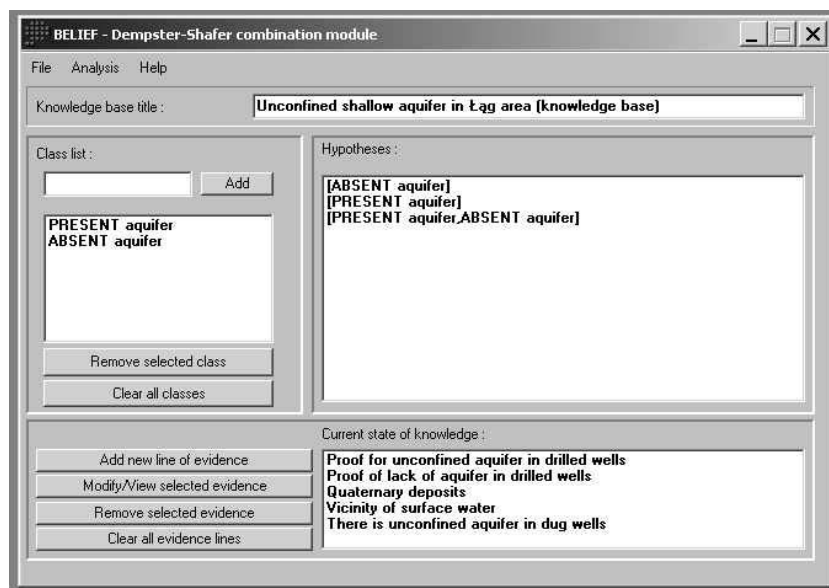 BELIEF - Dempster-Shafer combination module
File Analysis Help
Knowledge base title :
Unconfined shallow aquifer in Łąg area (knowledge base)
Class list :
Add
PRESENT aquifer
ABSENT aquifer
Remove selected class
Clear all classes
Hypotheses :
[ABSENT aquifer]
[PRESENT aquifer]
[PRESENT aquifer,ABSENT aquifer]
Add new line of evidence
Modify/View selected evidence
Remove selected evidence
Clear all evidence lines
Current state of knowledge :
Proof for unconfined aquifer in drilled wells
Proof of lack of aquifer in drilled wells
Quaternary deposits
Vicinity of surface water
There is unconfined aquifer in dug wells